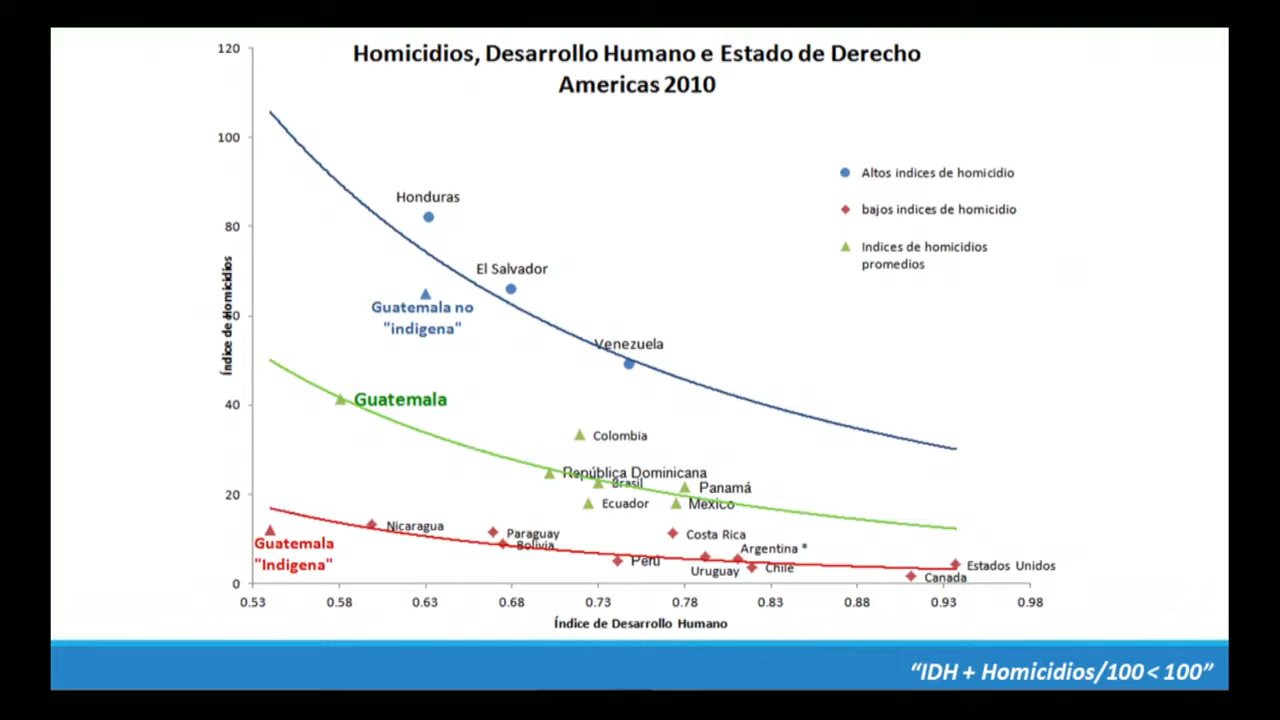 Homicidios, Desarrollo Humano e Estado de Derecho
Americas 2010
120
100
80
60
40
20
0
Índice de Homicidios
Altos indices de homicidio
bajos indices de homicidio
Indices de homicidios
promedios
Honduras
El Salvador
Guatemala no
"indigena"
Venezuela
Guatemala
Colombia
República Dominicana
Brasil
Panamá
Ecuador
Mexico
Nicaragua
Paraguay
Costa Rica
Guatemala
"Indigena"
Bolivia
Argentina *
Perú
Uruguay
Chile
Estados Unidos
Canada
0.53 0.58 0.63 0.68 0.73 0.78 0.83 0.88 0.93 0.98
Índice de Desarrollo Humano
“IDH + Homicidios/100 < 100”